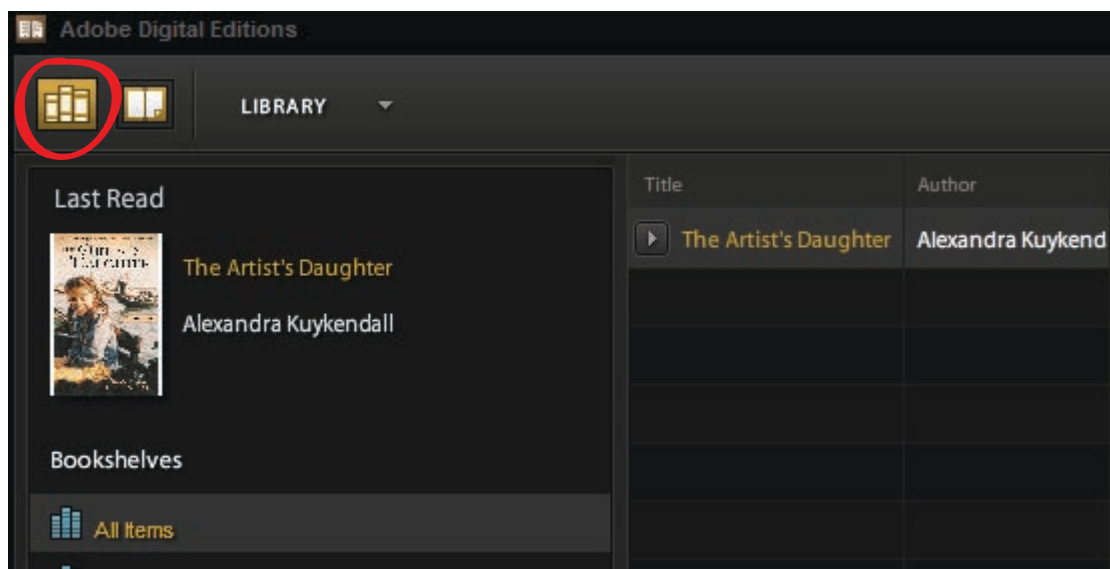 Adobe Digital Editions
LIBRARY
Last Read
The Artist's Daughter
Alexandra Kuykendall
Bookshelves
All Items
Title Author
The Artist's Daughter Alexandra Kuykend